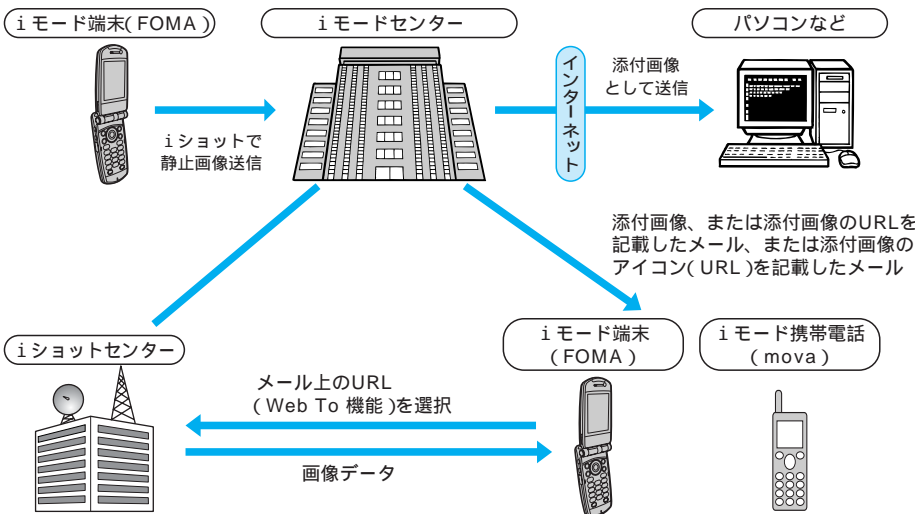 iモード端末(FOMA)
iモードセンター
パソコンなど
iショットで
静止画像送信
インターネット
添付画像
として送信
添付画像、または添付画像のURLを
記載したメール、または添付画像の
アイコン(URL)を記載したメール
iショットセンター
iモード端末
(FOMA)
iモード携帯電話
(mova)
メール上のURL
(Web To 機能)を選択
画像データ